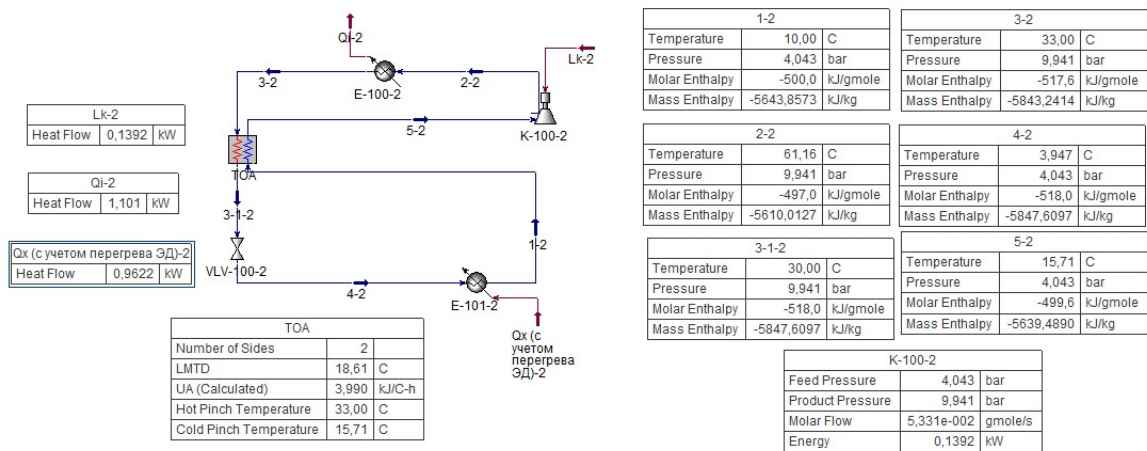 Qi-2
Lk-2
3-2
2-2
E-100-2
K-100-2
5-2
TOA
3-1-2
1-2
VLV-100-2
4-2
E-101-2
Qx (с
учетом
перегрева
ЭД)-2
Lk-2
Heat Flow 0,1392 kW
Qi-2
Heat Flow 1,101 kW
Qx (с учетом перегрева ЭД)-2
Heat Flow 0,9622 kW
TOA
Number of Sides 2
LMTD 18,61 C
UA (Calculated) 3,990 kJ/C-h
Hot Pinch Temperature 33,00 C
Cold Pinch Temperature 15,71 C
1-2
Temperature 10,00 C
Pressure 4,043 bar
Molar Enthalpy -500,0 kJ/gmole
Mass Enthalpy -5643,8573 kJ/kg
3-2
Temperature 33,00 C
Pressure 9,941 bar
Molar Enthalpy -517,6 kJ/gmole
Mass Enthalpy -5843,2414 kJ/kg
2-2
Temperature 61,16 C
Pressure 9,941 bar
Molar Enthalpy -497,0 kJ/gmole
Mass Enthalpy -5610,0127 kJ/kg
4-2
Temperature 3,947 C
Pressure 4,043 bar
Molar Enthalpy -518,0 kJ/gmole
Mass Enthalpy -5847,6097 kJ/kg
3-1-2
Temperature 30,00 C
Pressure 9,941 bar
Molar Enthalpy -518,0 kJ/gmole
Mass Enthalpy -5847,6097 kJ/kg
5-2
Temperature 15,71 C
Pressure 4,043 bar
Molar Enthalpy -499,6 kJ/gmole
Mass Enthalpy -5639,4890 kJ/kg
K-100-2
Feed Pressure 4,043 bar
Product Pressure 9,941 bar
Molar Flow 5,331e-002 gmole/s
Energy 0,1392 kW